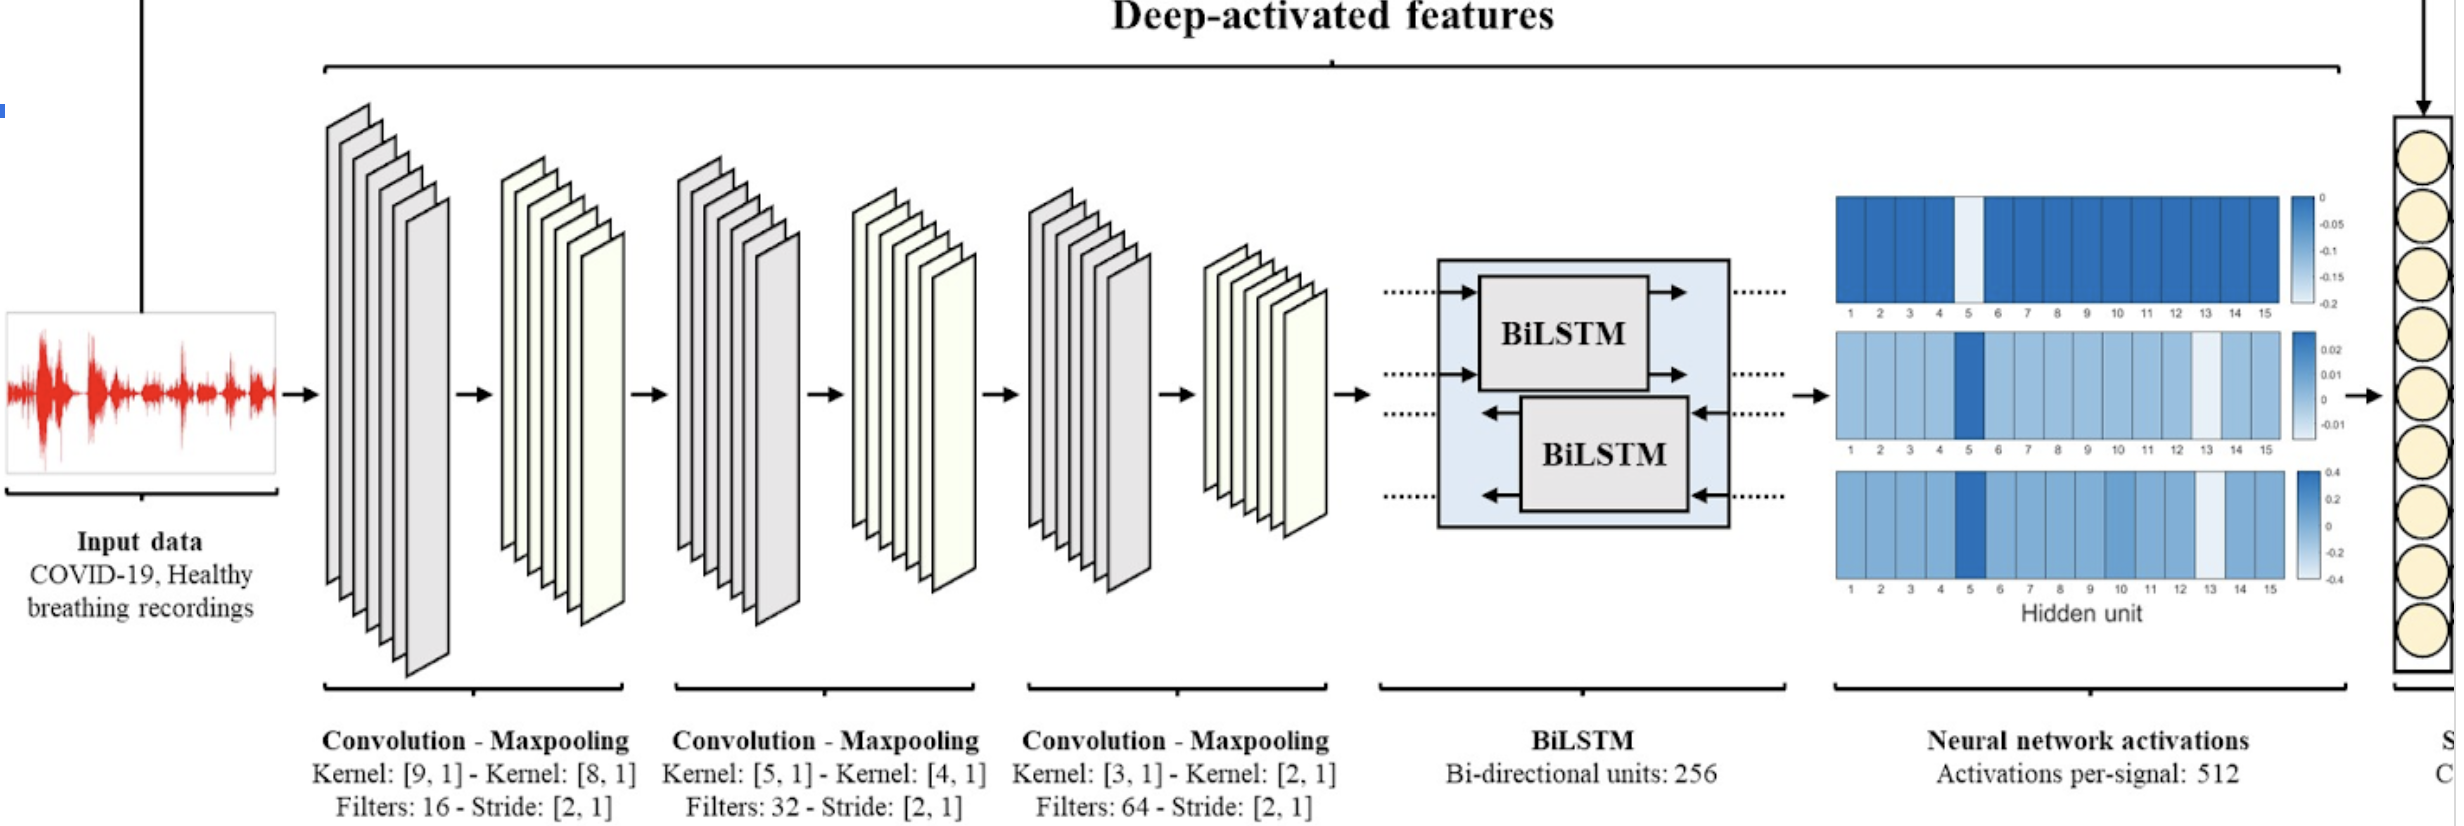 Deep-activated features
Input data
COVID-19, Healthy
breathing recordings
BiLSTM
BiLSTM
0
-0.05
-0.1
-0.15
-0.2
1 2 3 4 5 6 7 8 9 10 11 12 13 14 15
0.02
0.01
0
-0.01
1 2 3 4 5 6 7 8 9 10 11 12 13 14 15
0.4
0.2
0
-0.2
-0.4
1 2 3 4 5 6 7 8 9 10 11 12 13 14 15
Hidden unit
Convolution - Maxpooling
Kernel: [9, 1] - Kernel: [8, 1]
Filters: 16 - Stride: [2, 1]
Convolution - Maxpooling
Kernel: [5, 1] - Kernel: [4, 1]
Filters: 32 - Stride: [2, 1]
Convolution - Maxpooling
Kernel: [3, 1] - Kernel: [2, 1]
Filters: 64 - Stride: [2, 1]
BiLSTM
Bi-directional units: 256
Neural network activations
Activations per-signal: 512